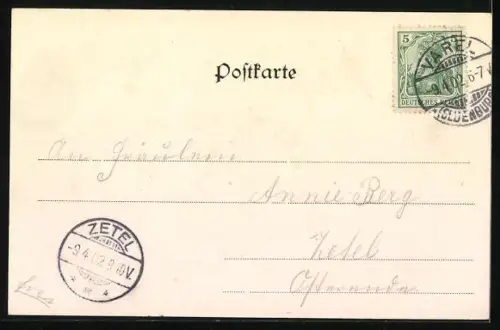 5
DEUTSCHES REICH
VAREL
9.4.02.6-7N.
(OLDENBURG)
Postkarte
An Fräulein
Annie Berg
Zetel
ZETEL
-9.4.02.9-10V.